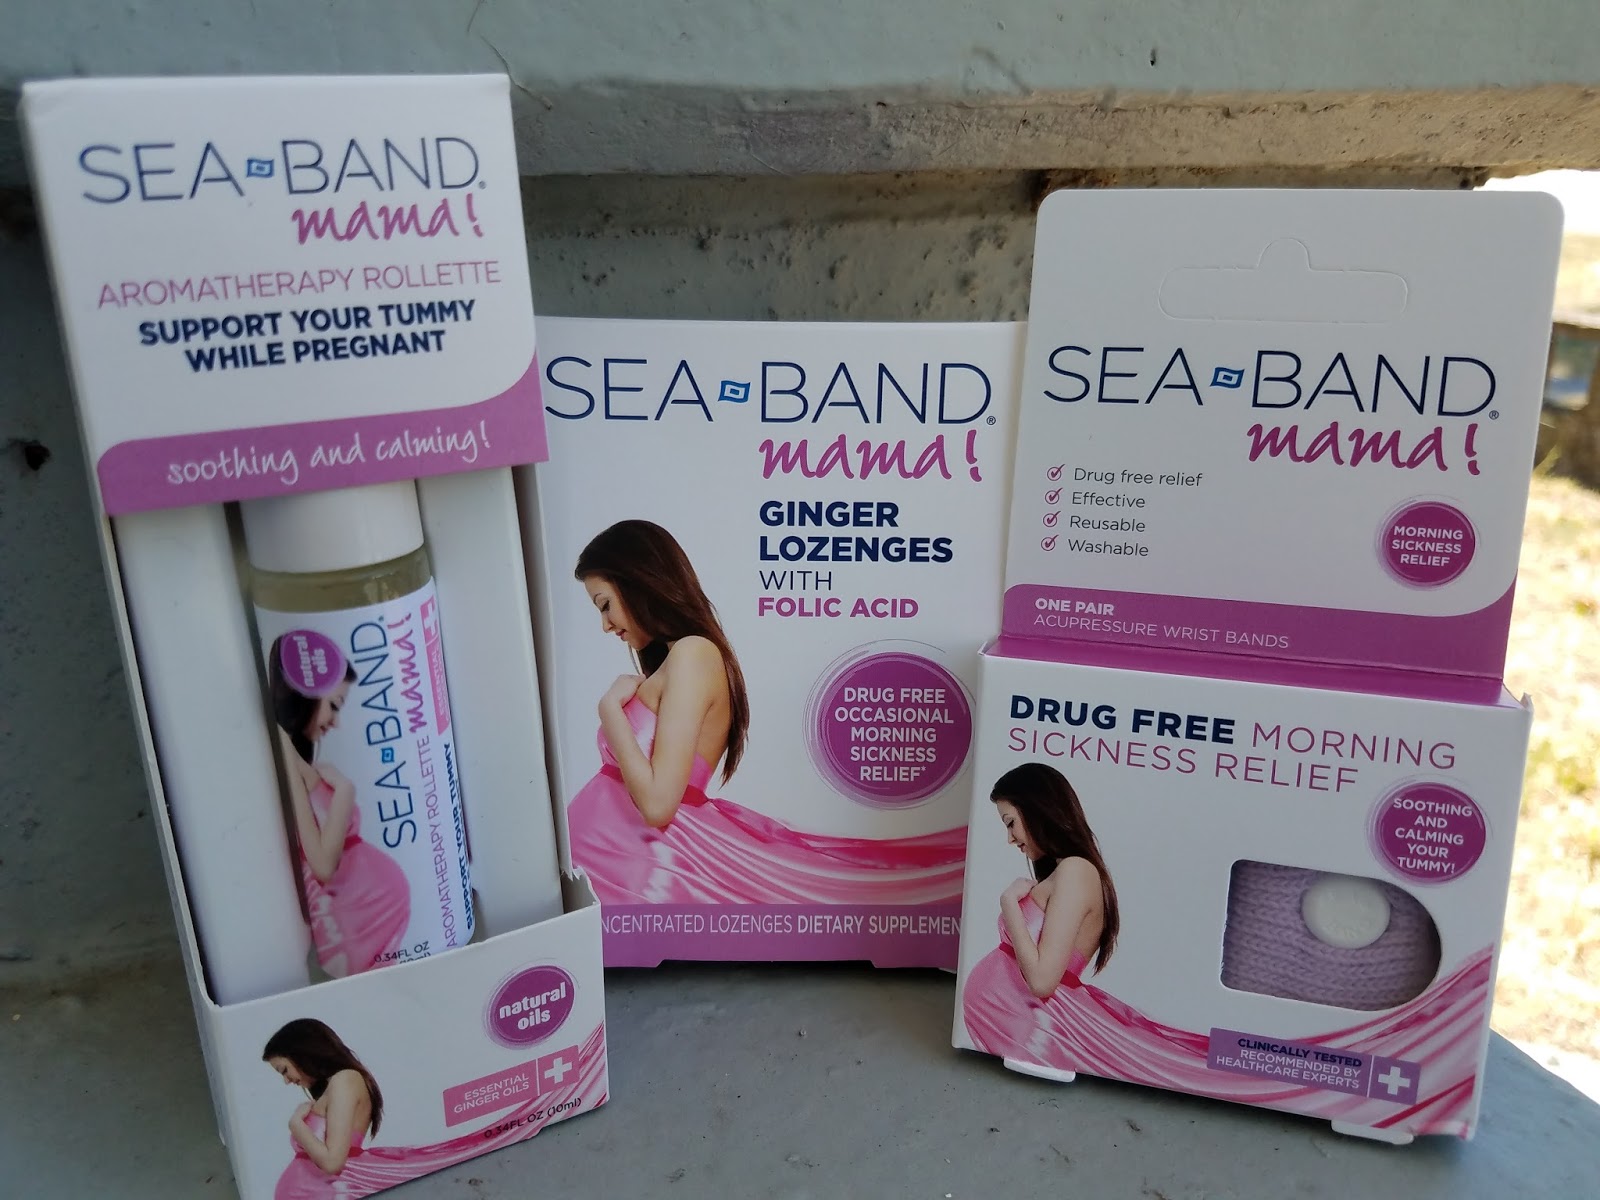 SEA-BAND®
mama!
AROMATHERAPY ROLLETTE
SUPPORT YOUR TUMMY
WHILE PREGNANT
soothing and calming!
natural
oils
SEA-BAND®
mama!
AROMATHERAPY ROLLETTE
SUPPORT YOUR TUMMY
ESSENTIAL
0.34FL OZ
natural
oils
ESSENTIAL
GINGER OILS
0.34FL OZ (10ml)
SEA-BAND®
mama!
GINGER
LOZENGES
WITH
FOLIC ACID
DRUG FREE
OCCASIONAL
MORNING
SICKNESS
RELIEF*
NCENTRATED LOZENGES DIETARY SUPPLEMEN
SEA-BAND®
mama!
Drug free relief
Effective
Reusable
Washable
MORNING
SICKNESS
RELIEF
ONE PAIR
ACUPRESSURE WRIST BANDS
DRUG FREE MORNING
SICKNESS RELIEF
SOOTHING
AND
CALMING
YOUR
TUMMY!
CLINICALLY TESTED
RECOMMENDED BY
HEALTHCARE EXPERTS